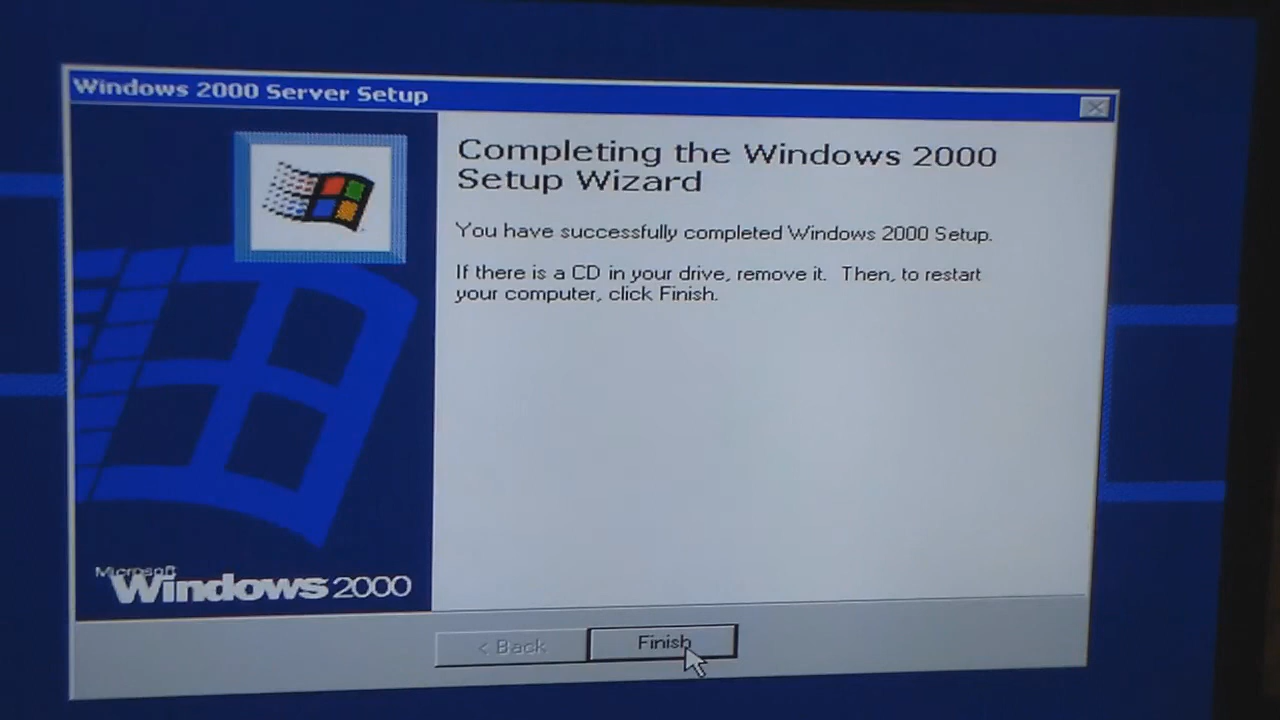 Windows 2000 Server Setup
Completing the Windows 2000
Setup Wizard
You have successfully completed Windows 2000 Setup.
If there is a CD in your drive, remove it. Then, to restart
your computer, click Finish.
Microsoft
Windows 2000
< Back
Finish